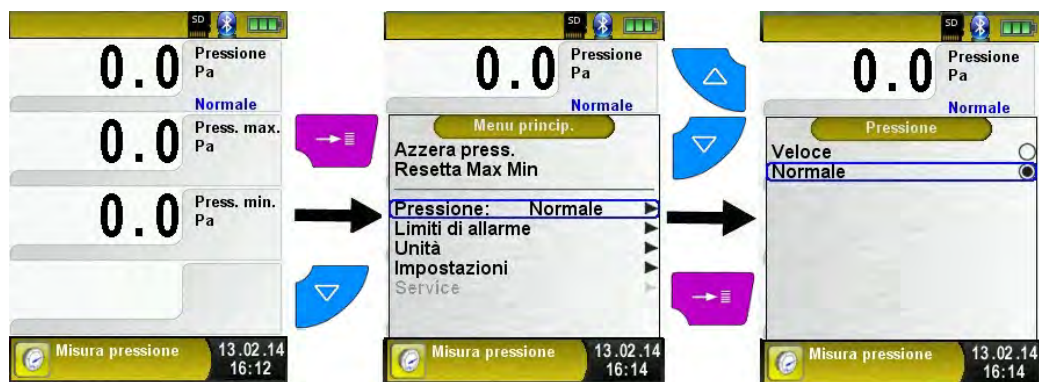 SD
0.0 Pressione
Pa
Normale
0.0 Press. max.
Pa
0.0 Press. min.
Pa
Misura pressione 13.02.14
16:12
SD
0.0 Pressione
Pa
Normale
Menu princip.
Azzera press.
Resetta Max Min
Pressione: Normale
Limiti di allarme
Unità
Impostazioni
Service
Misura pressione 13.02.14
16:14
SD
0.0 Pressione
Pa
Normale
Pressione
Veloce
Normale
Misura pressione 13.02.14
16:14